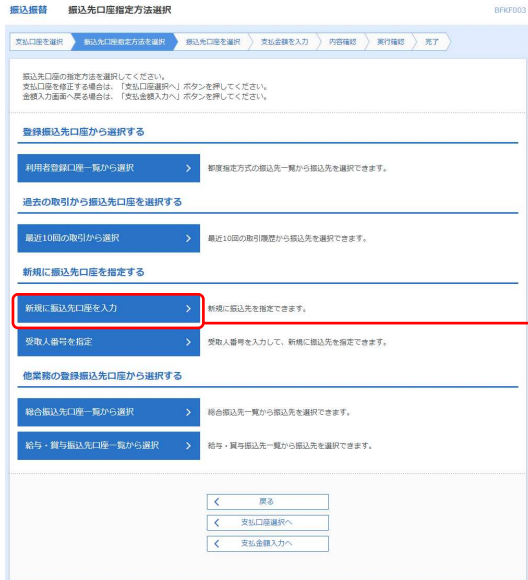 振込振替 振込先口座指定方法選択 BFKF003
支払口座を選択 振込先口座指定方法を選択 振込先口座を選択 支払金額を入力 内容確認 実行確認 完了
振込先口座の指定方法を選択してください。
支払口座を修正する場合は、「支払口座選択へ」ボタンを押してください。
金額入力画面へ戻る場合は、「支払金額入力へ」ボタンを押してください。
登録振込先口座から選択する
利用者登録口座一覧から選択 都度指定方式の振込先一覧から振込先を選択できます。
過去の取引から振込先口座を選択する
最近10回の取引から選択 最近10回の取引履歴から振込先を選択できます。
新規に振込先口座を指定する
新規に振込先口座を入力 新規に振込先を指定できます。
受取人番号を指定 受取人番号を入力して、新規に振込先を指定できます。
他業務の登録振込先口座から選択する
総合振込先口座一覧から選択 総合振込先一覧から振込先を選択できます。
給与・賞与振込先口座一覧から選択 給与・賞与振込先一覧から振込先を選択できます。
戻る
支払口座選択へ
支払金額入力へ